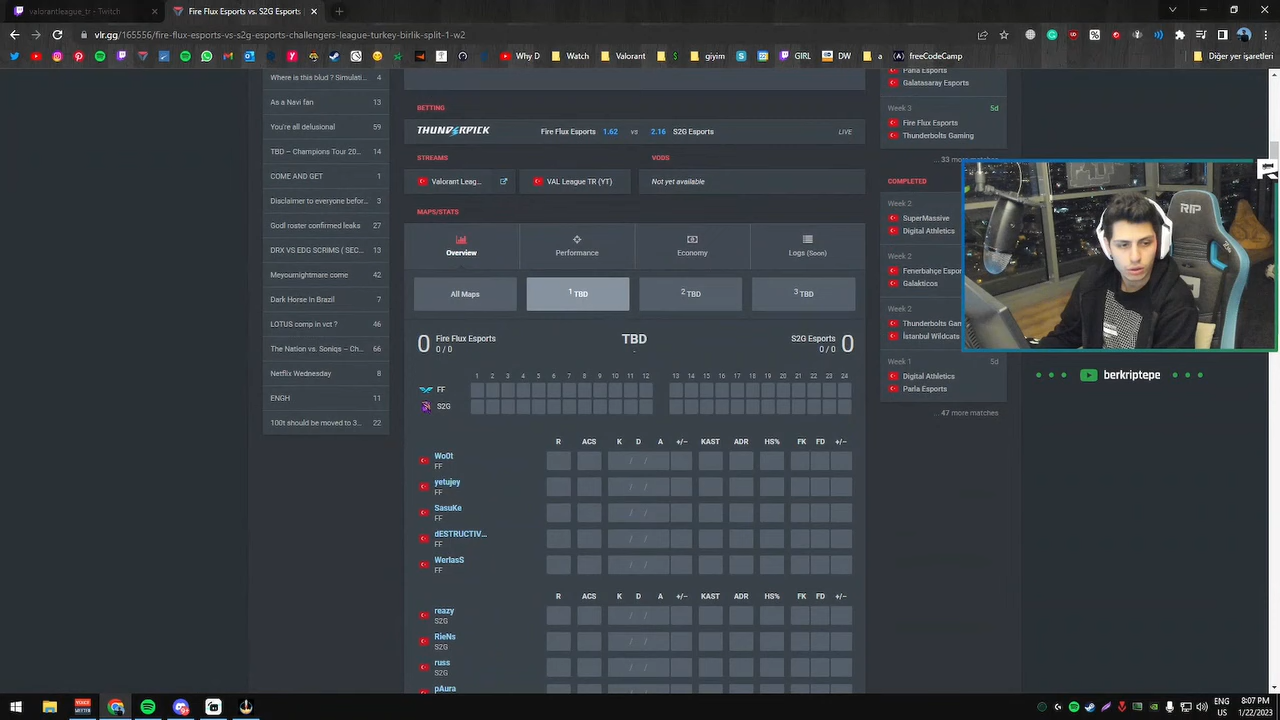 valorantleague_tr - Twitch
Fire Flux Esports vs. S2G Esports
vlr.gg/165556/fire-flux-esports-vs-s2g-esports-challengers-league-turkey-birlik-split-1-w2
Why D
Watch
Valorant
$
giyim
GIRL
DW
a
freeCodeCamp
Diğer yer işaretleri
Where is this blud ? Simulati... 4
As a Navi fan 13
You're all delusional 59
TBD – Champions Tour 20... 14
COME AND GET 1
Disclaimer to everyone befor... 3
Godl roster confirmed leaks 27
DRX VS EDG SCRIMS ( SEC... 13
Meyournightmare come 42
Dark Horse In Brazil 7
LOTUS comp in vct ? 46
The Nation vs. Soniqs – Ch... 66
Netflix Wednesday 8
ENGH 11
100t should be moved to 3... 22
BETTING
THUNDERPICK Fire Flux Esports 1.62 vs 2.16 S2G Esports LIVE
STREAMS
VODS
Valorant Leag...
VAL League TR (YT)
Not yet available
MAPS/STATS
Overview
Performance
Economy
Logs (Soon)
All Maps
1 TBD
2 TBD
3 TBD
0 Fire Flux Esports TBD S2G Esports 0
0 / 0 - 0 / 0
1 2 3 4 5 6 7 8 9 10 11 12 13 14 15 16 17 18 19 20 21 22 23 24
FF
S2G
R ACS K D A +/– KAST ADR HS% FK FD +/–
Wo0t
FF
/ /
yetujey
FF
/ /
SasuKe
FF
/ /
dESTRUCTIV...
FF
/ /
WerlasS
FF
/ /
R ACS K D A +/– KAST ADR HS% FK FD +/–
reazy
S2G
/ /
RieNs
S2G
/ /
russ
S2G
/ /
pAura
Parla Esports
Galatasaray Esports
Week 3 5d
Fire Flux Esports
Thunderbolts Gaming
...33 more matches
COMPLETED
Week 2
SuperMassive
Digital Athletics
Week 2
Fenerbahçe Espor
Galakticos
Week 2
Thunderbolts Gam
İstanbul Wildcats
Week 1 5d
Digital Athletics
Parla Esports
...47 more matches
RIP
berkriptepe
ENG
US
8:07 PM
1/22/2023